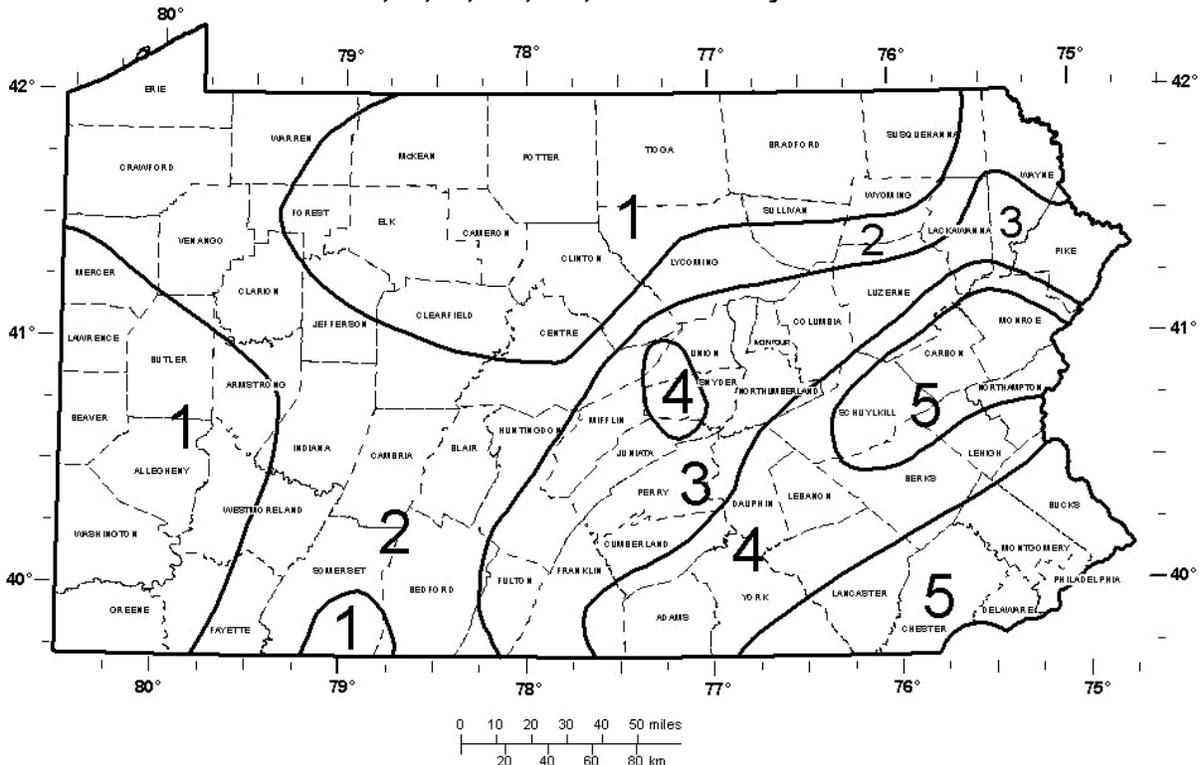 80°
79°
78°
77°
76°
75°
42°
42°
ERIE
WARREN
McKEAN
POTTER
TIOGA
BRADFORD
SUSQUEHANNA
CRAWFORD
WAYNE
FOREST
ELK
CAMERON
1
SULLIVAN
WYOMING
LACKAWANNA
3
VENANGO
CLINTON
LYCOMING
2
PIKE
MERCER
CLARION
LUZERNE
JEFFERSON
CLEARFIELD
CENTRE
COLUMBIA
MONROE
41°
41°
LAWRENCE
BUTLER
UNION
MONTOUR
CARBON
ARMSTRONG
4
SNYDER
NORTHUMBERLAND
NORTHAMPTON
BEAVER
1
SCHUYLKILL
5
HUNTINGDON
MIFFLIN
INDIANA
CAMBRIA
BLAIR
JUNIATA
LEHIGH
ALLEGHENY
BERKS
PERRY
3
DAUPHIN
LEBANON
WESTMORELAND
BUCKS
WASHINGTON
2
CUMBERLAND
4
MONTGOMERY
40°
40°
SOMERSET
BEDFORD
FULTON
FRANKLIN
PHILADELPHIA
YORK
LANCASTER
5
GREENE
FAYETTE
1
ADAMS
CHESTER
DELAWARE
80°
79°
78°
77°
76°
75°
0 10 20 30 40 50 miles
20 40 60 80 km